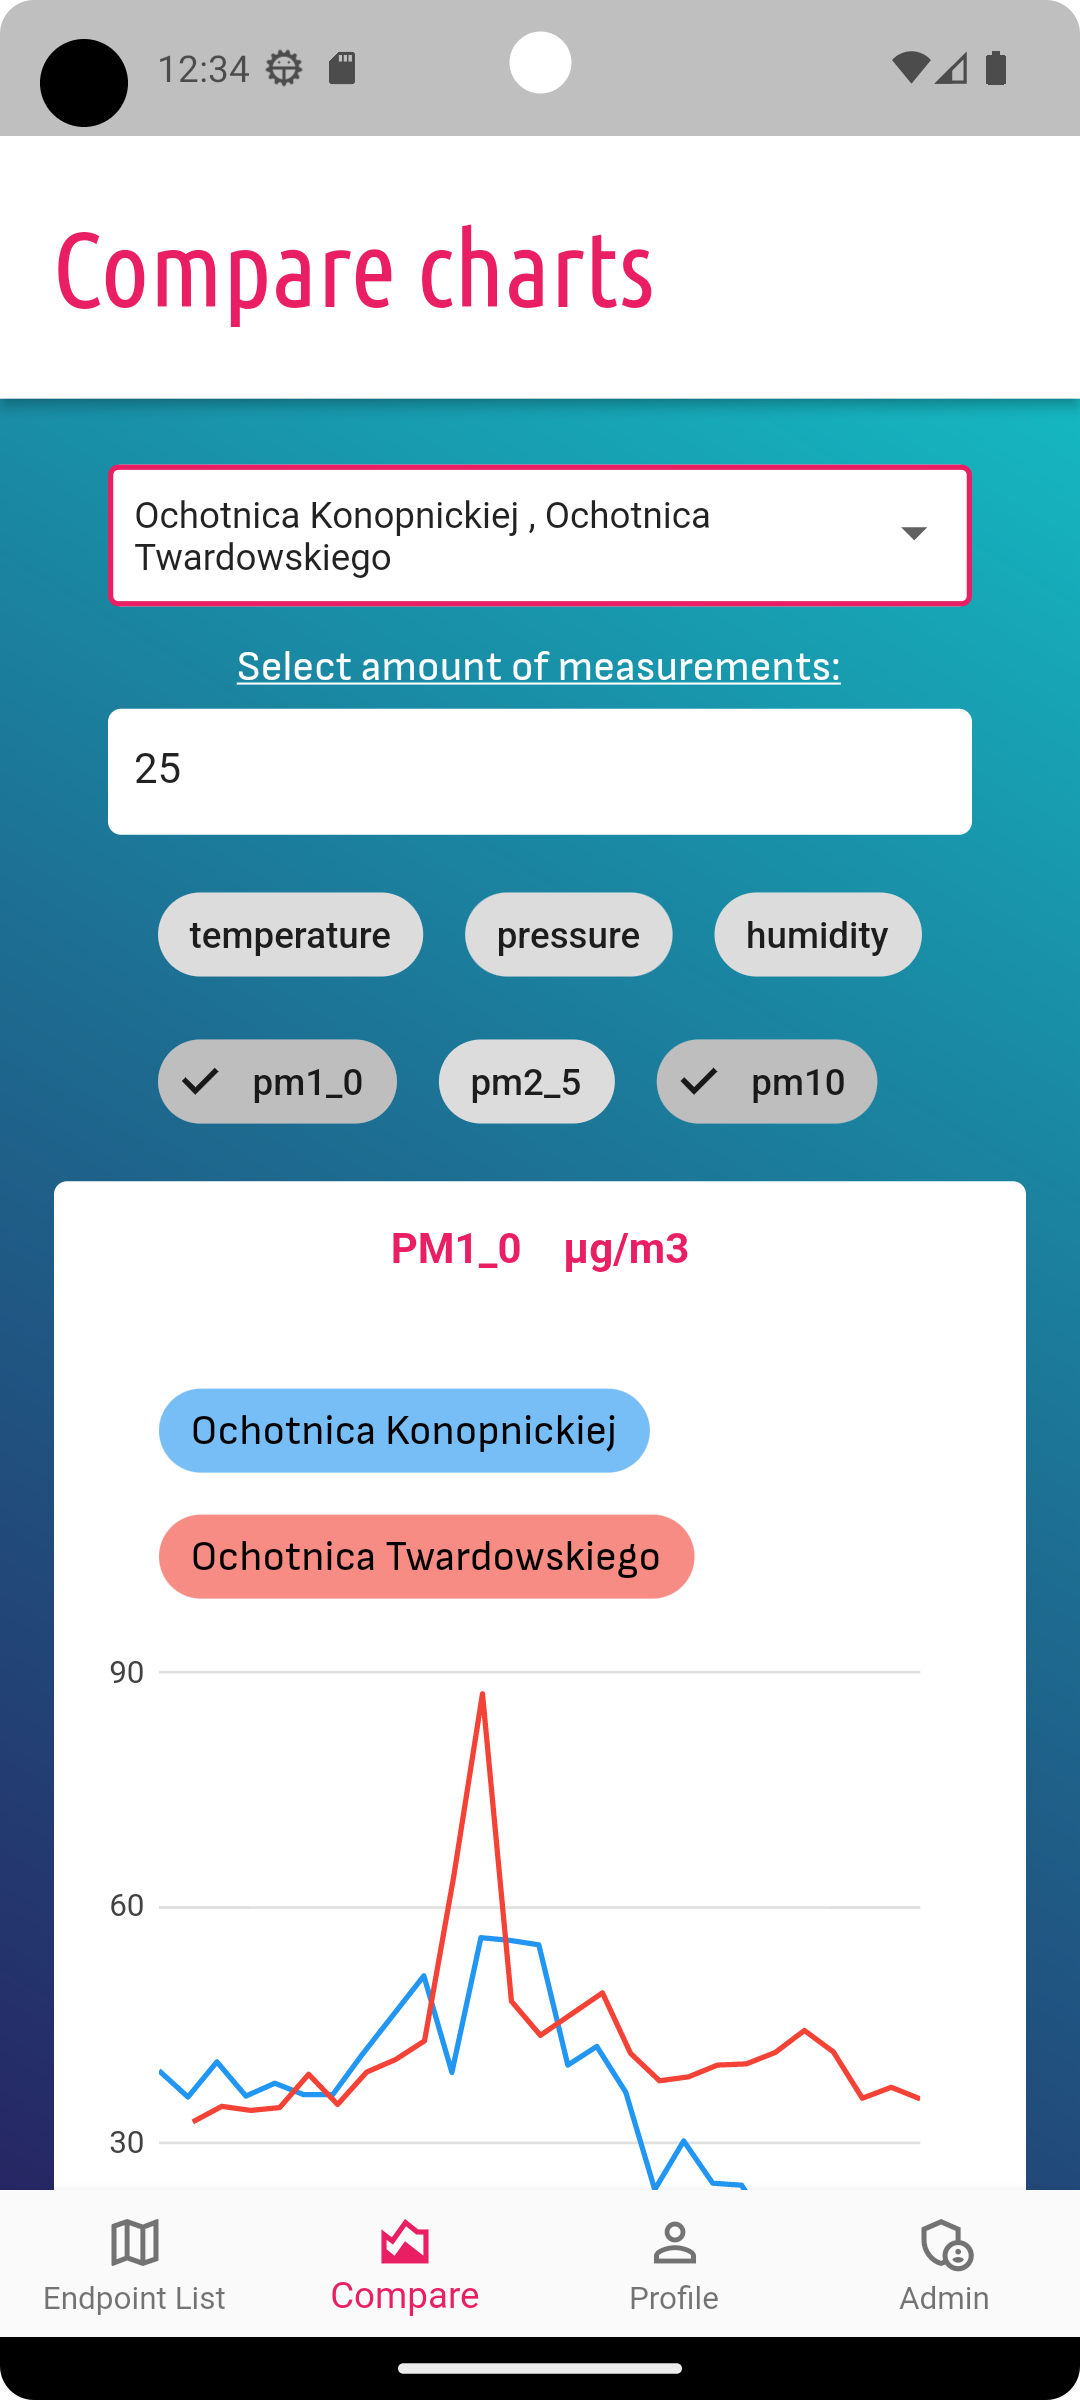 12:34
Compare charts
Ochotnica Konopnickiej , Ochotnica
Twardowskiego
Select amount of measurements:
25
temperature pressure humidity
pm1_0 pm2_5 pm10
PM1_0 µg/m3
Ochotnica Konopnickiej
Ochotnica Twardowskiego
90
60
30
Endpoint List Compare Profile Admin